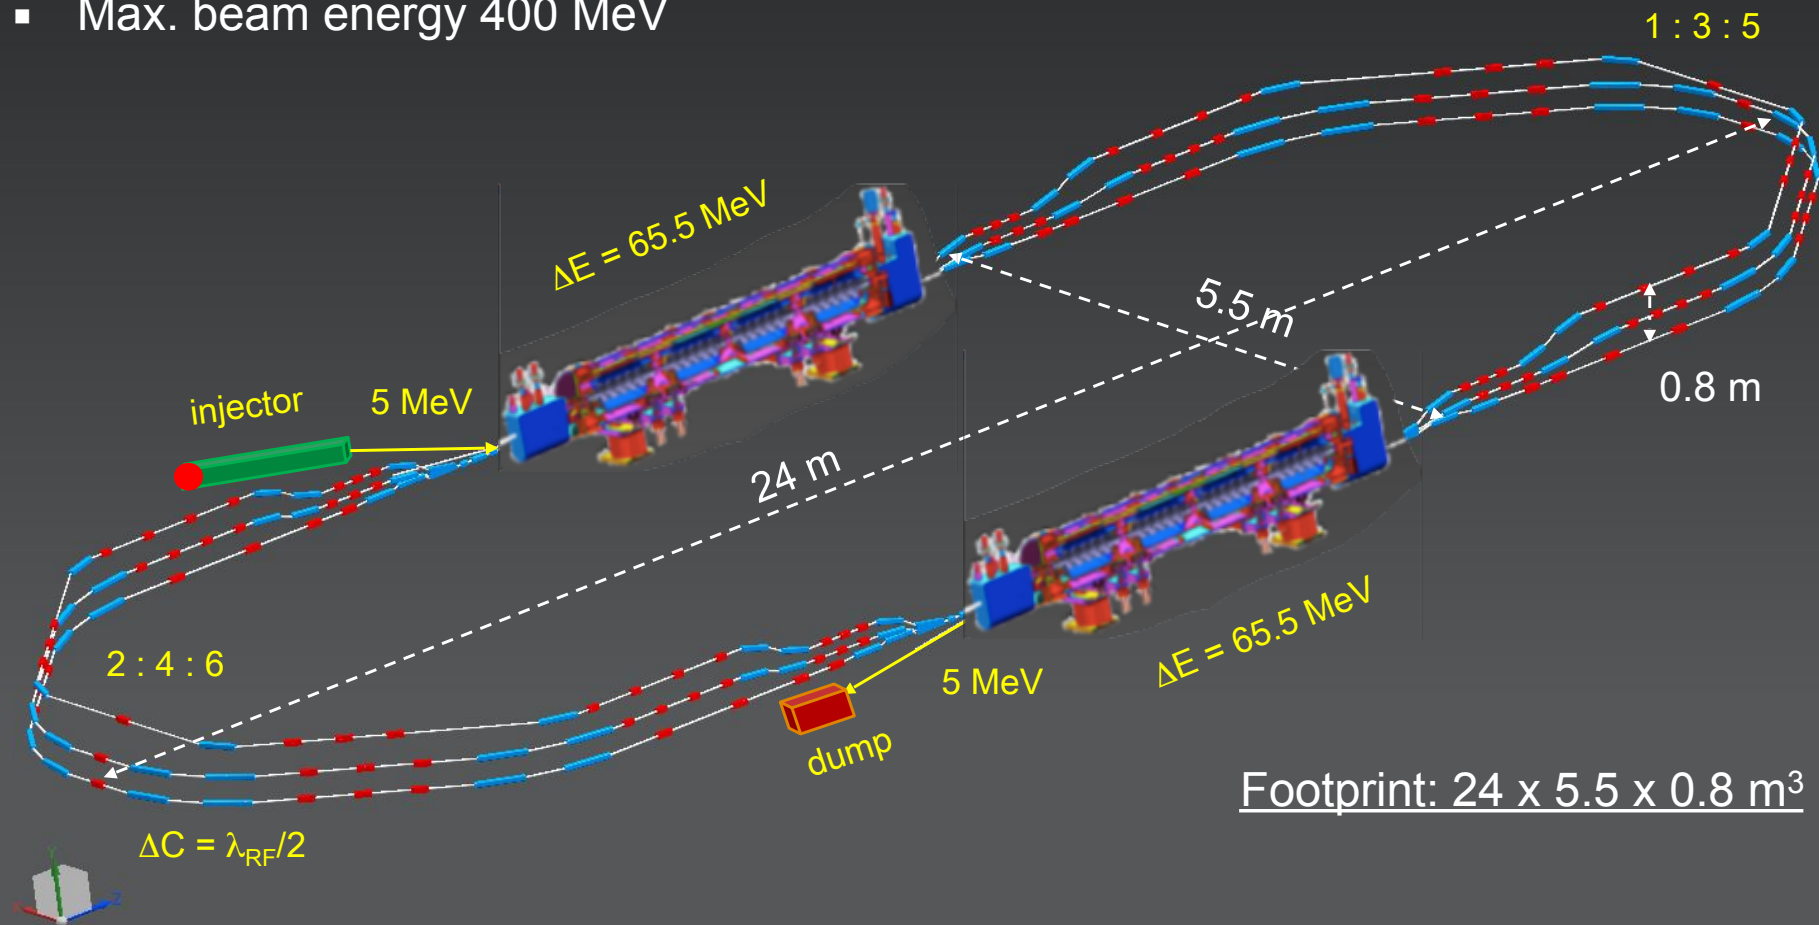 ▪ Max. beam energy 400 MeV
1 : 3 : 5
ΔE = 65.5 MeV
5.5 m
injector
5 MeV
0.8 m
24 m
2 : 4 : 6
5 MeV
ΔE = 65.5 MeV
dump
Footprint: 24 x 5.5 x 0.8 m³
ΔC = λRF/2
Y
X
Z